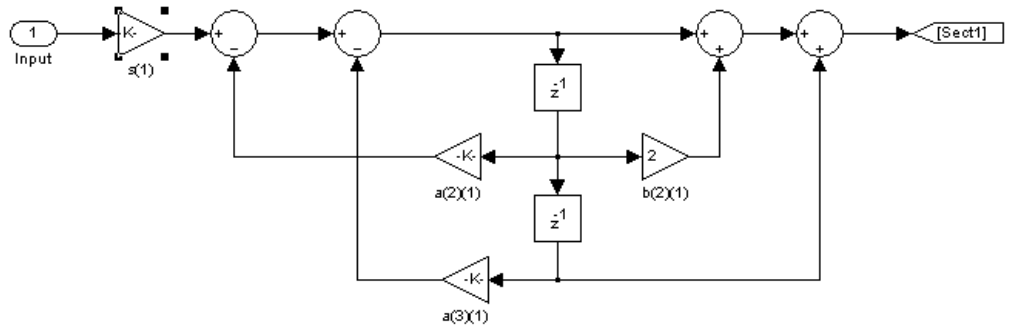 1
Input
K-
s(1)
+
−
+
−
+
+
+
+
[Sect1]
z-1
-K-
a(2)(1)
2
b(2)(1)
z-1
-K-
a(3)(1)